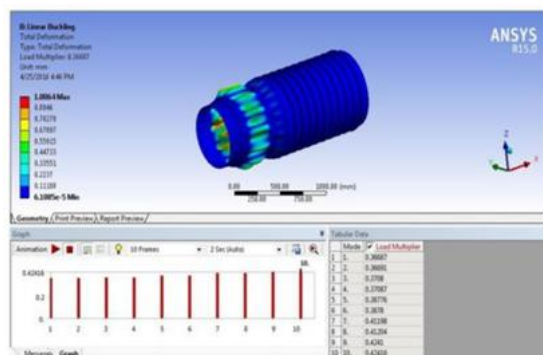 B: Linear Buckling
Total Deformation
Type: Total Deformation
Load Multiplier: 0.36687
Unit: mm
4/25/2016 4:46 PM
1.0064 Max
0.8946
0.78278
0.67097
0.55915
0.44733
0.33551
0.2237
0.11188
6.1005e-5 Min
ANSYS
R15.0
Z
Y
X
0.00 500.00 1000.00 (mm)
250.00 750.00
Geometry Print Preview Report Preview
Graph
Animation 10 Frames 2 Sec (Auto)
10.
0.42416
0.2
0.
1 2 3 4 5 6 7 8 9 10
Messages Graph
Tabular Data
Mode Load Multiplier
1 1. 0.36687
2 2. 0.36691
3 3. 0.3708
4 4. 0.37087
5 5. 0.38776
6 6. 0.3878
7 7. 0.41198
8 8. 0.41204
9 9. 0.4241
10 10. 0.42416